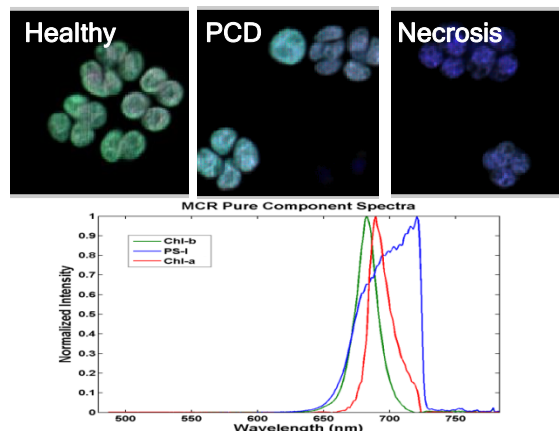 Healthy PCD Necrosis
MCR Pure Component Spectra
Normalized Intensity
1
0.9
0.8
0.7
0.6
0.5
0.4
0.3
0.2
0.1
0
Chl-b
PS-I
Chl-a
500 550 600 650 700 750
Wavelength (nm)